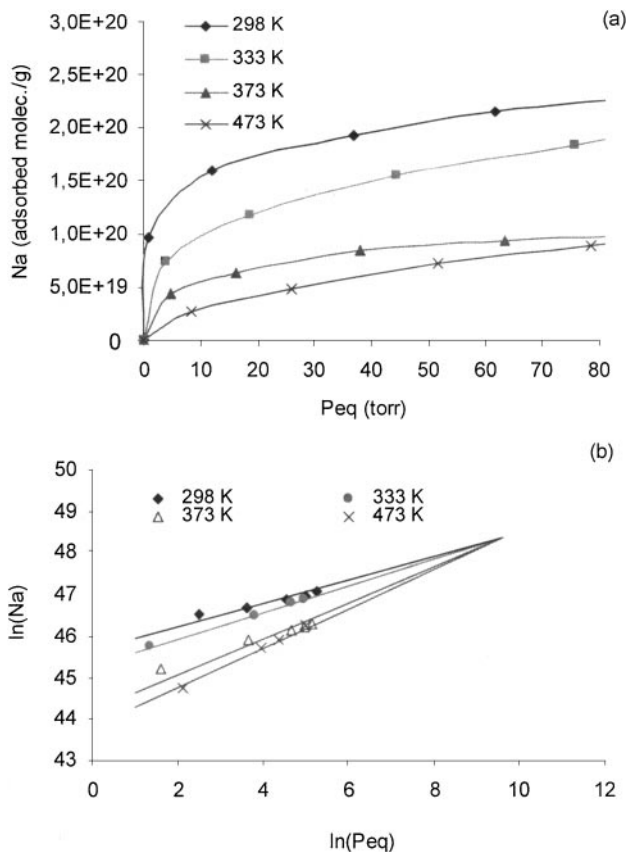 (a)
298 K
333 K
373 K
473 K
3,0E+20
2,5E+20
2,0E+20
1,5E+20
1,0E+20
5,0E+19
0
Na (adsorbed molec./g)
0 10 20 30 40 50 60 70 80
Peq (torr)
(b)
298 K 333 K
373 K 473 K
50
49
48
47
46
45
44
43
ln(Na)
0 2 4 6 8 10 12
ln(Peq)